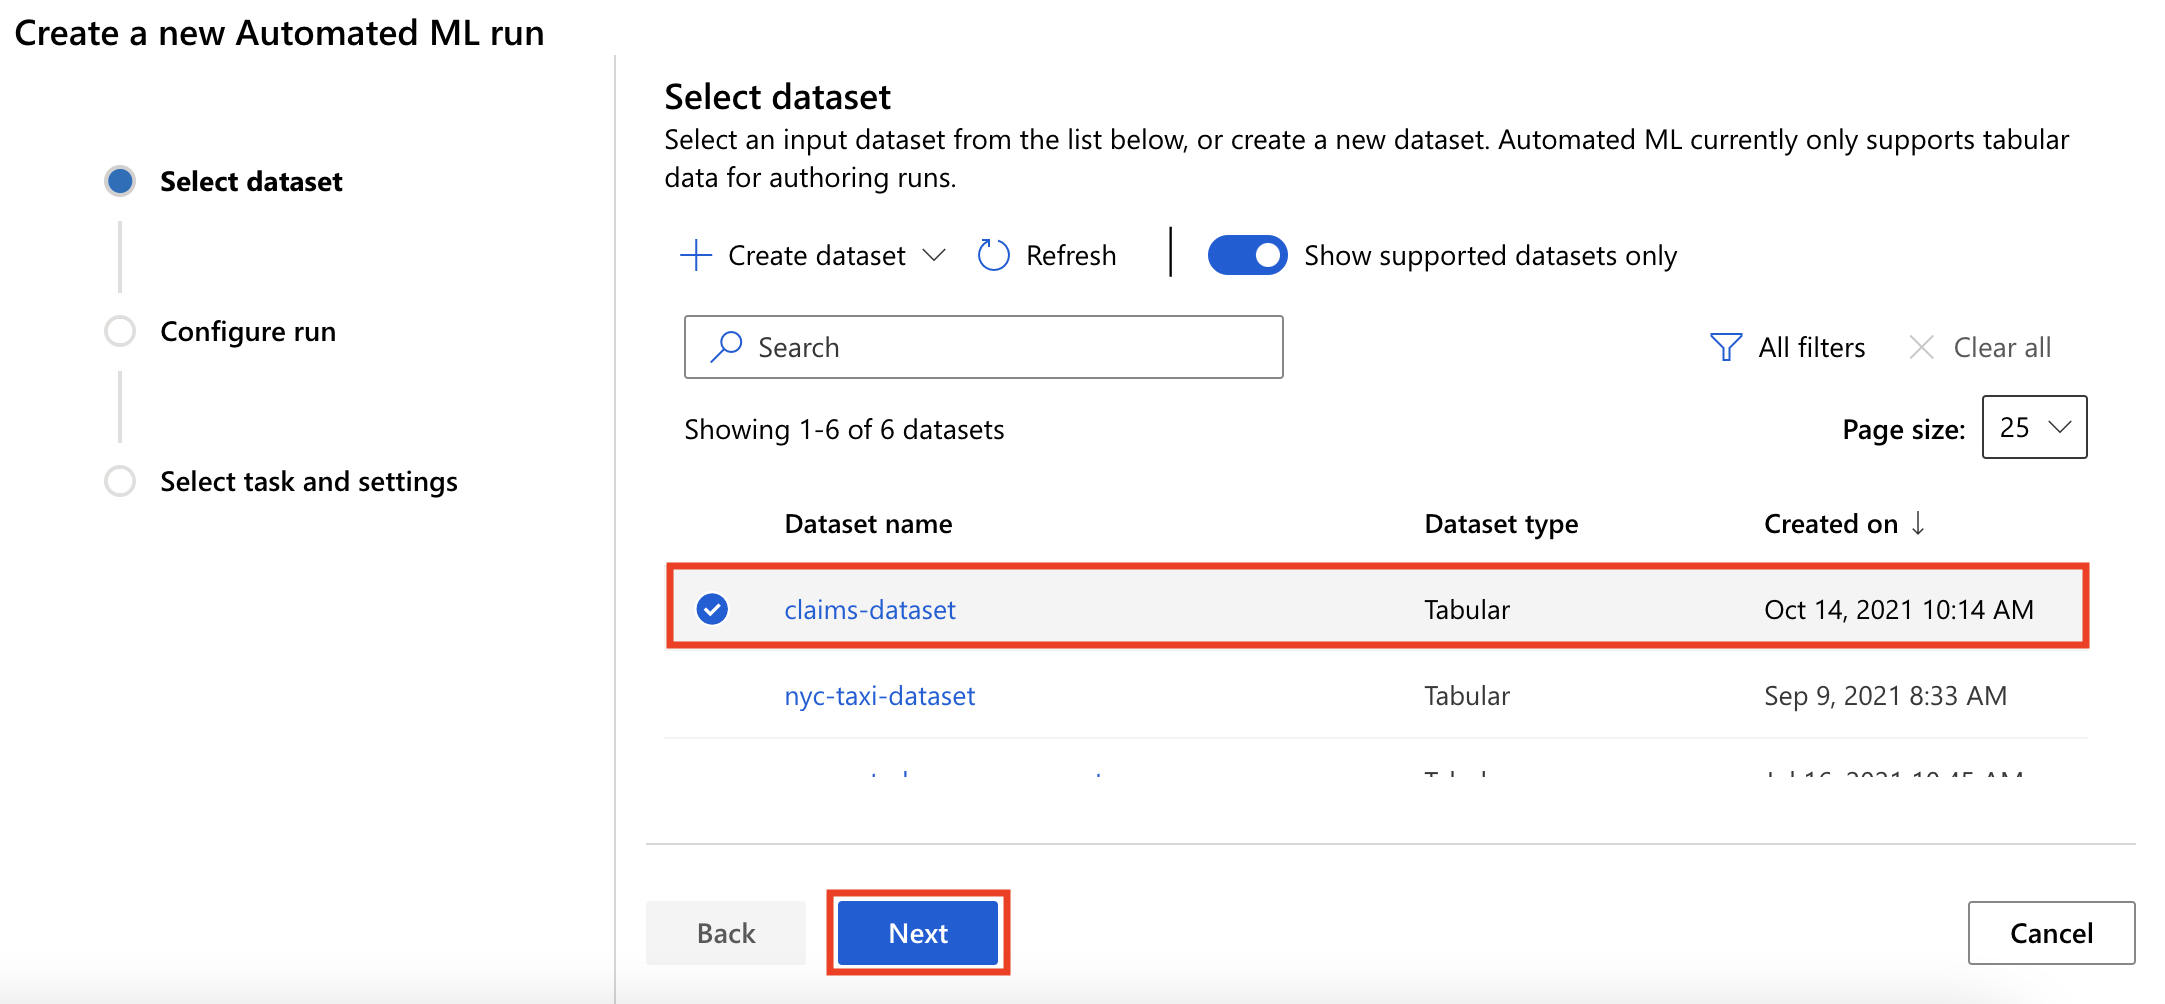 Create a new Automated ML run
Select dataset
Configure run
Select task and settings
Select dataset
Select an input dataset from the list below, or create a new dataset. Automated ML currently only supports tabular
data for authoring runs.
Create dataset Refresh Show supported datasets only
Search
All filters Clear all
Showing 1-6 of 6 datasets
Page size: 25
Dataset name Dataset type Created on
claims-dataset Tabular Oct 14, 2021 10:14 AM
nyc-taxi-dataset Tabular Sep 9, 2021 8:33 AM
Back Next Cancel